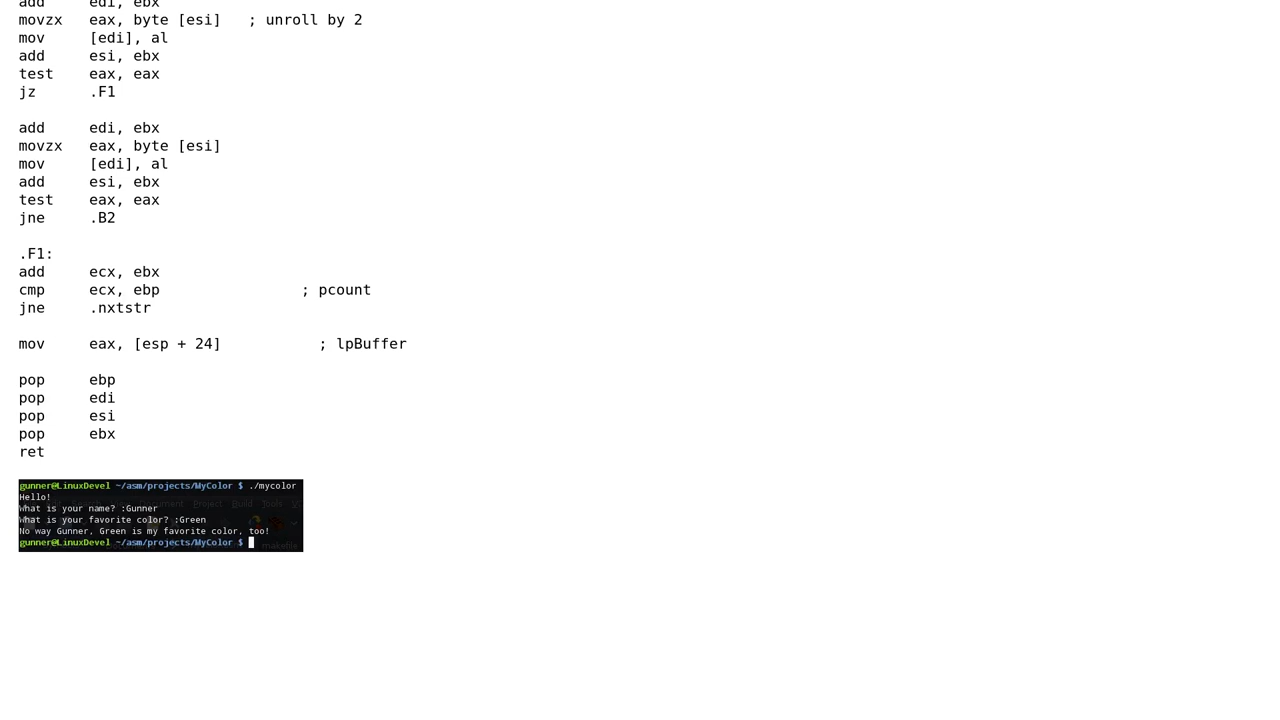 add     edi, ebx
movzx   eax, byte [esi]   ; unroll by 2
mov     [edi], al
add     esi, ebx
test    eax, eax
jz      .F1
add     edi, ebx
movzx   eax, byte [esi]
mov     [edi], al
add     esi, ebx
test    eax, eax
jne     .B2
.F1:
add     ecx, ebx
cmp     ecx, ebp                ; pcount
jne     .nxtstr
mov     eax, [esp + 24]           ; lpBuffer
pop     ebp
pop     edi
pop     esi
pop     ebx
ret
gunner@LinuxDevel ~/asm/projects/MyColor $ ./mycolor
Hello!
What is your name? :Gunner
What is your favorite color? :Green
No way Gunner, Green is my favorite color, too!
gunner@LinuxDevel ~/asm/projects/MyColor $